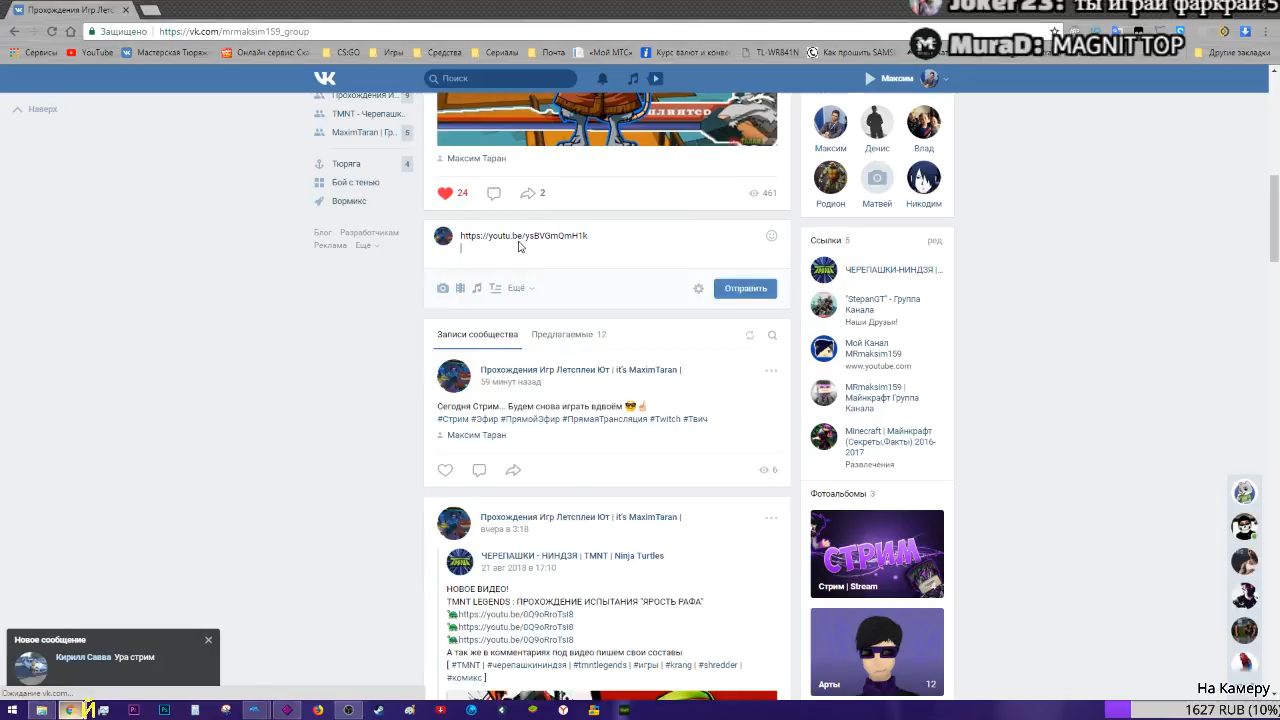 Прохождения Игр Летс
Joker23: ты играй фаркрай 5
Защищено
https://vk.com/mrmaksim159_group
MuraD: MAGNIT TOP
Сервисы
YouTube
Мастерская Тюряж
Онлайн сервис Com
CS:GO
Игры
Средства
Сериалы
Почта
«Мой МТС»
Курс валют и конвер
TL-WR841N
Как прошить SAMS
Другие закладки
Поиск
Максим
Наверх
Прохождения И... 9
TMNT - Черепашк..
MaximTaran | Гр.. 5
Тюряга 4
Бой с тенью
Вормикс
Блог Разработчикам
Реклама Ещё
Максим Таран
24
2
461
https://youtu.be/ysBVGmQmH1k
Ещё
Отправить
Записи сообщества
Предлагаемые 12
Прохождения Игр Летсплеи Ют | it's MaximTaran |
59 минут назад
Сегодня Стрим... Будем снова играть вдвоём 😎☝
#Стрим #Эфир #ПрямойЭфир #ПрямаяТрансляция #Twitch #Твич
Максим Таран
6
Прохождения Игр Летсплеи Ют | it's MaximTaran |
вчера в 3:18
ЧЕРЕПАШКИ - НИНДЗЯ | TMNT | Ninja Turtles
21 авг 2018 в 17:10
НОВОЕ ВИДЕО!
TMNT LEGENDS : ПРОХОЖДЕНИЕ ИСПЫТАНИЯ "ЯРОСТЬ РАФА"
🐢https://youtu.be/0Q9oRroTsI8
🐢https://youtu.be/0Q9oRroTsI8
🐢https://youtu.be/0Q9oRroTsI8
А так же в комментариях под видео пишем свои составы
[ #TMNT | #черепашкининдзя | #tmntlegends | #игры | #krang | #shredder |
#комикс ]
Максим
Денис
Влад
Родион
Матвей
Никодим
Ссылки 5
ред.
ЧЕРЕПАШКИ-НИНДЗЯ |...
"StepanGT" - Группа
Канала
Наши Друзья!
Мой Канал
MRmaksim159
www.youtube.com
MRmaksim159 |
Майнкрафт Группа
Канала
Minecraft | Майнкрафт
(Секреты,Факты) 2016-
2017
Развлечения
Фотоальбомы 3
СТРИМ
Стрим | Stream 4
Арты 12
Новое сообщение
Кирилл Савва Ура стрим
Ожидание vk.com...
На Камеру
1627 RUB (10%)